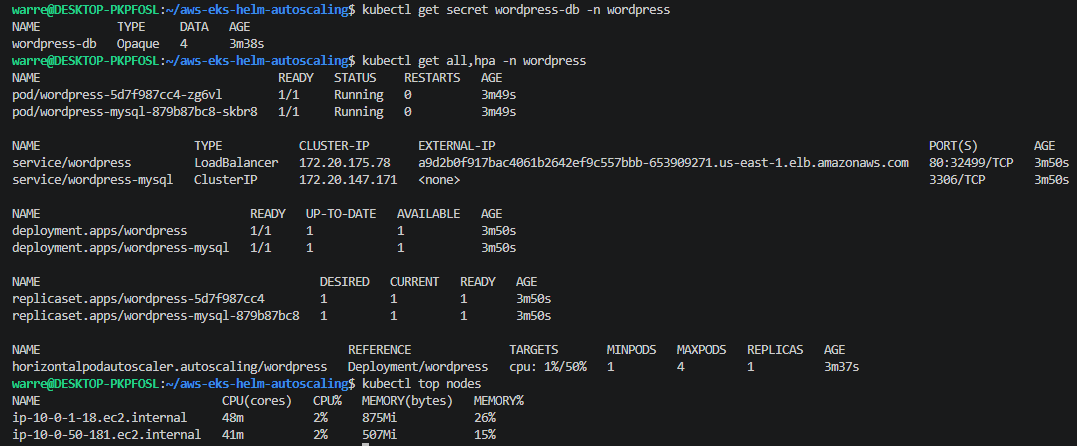 warre@DESKTOP-PKPFOSL:~/aws-eks-helm-autoscaling$ kubectl get secret wordpress-db -n wordpress
NAME           TYPE     DATA   AGE
wordpress-db   Opaque   4      3m38s
warre@DESKTOP-PKPFOSL:~/aws-eks-helm-autoscaling$ kubectl get all,hpa -n wordpress
NAME                                  READY   STATUS    RESTARTS   AGE
pod/wordpress-5d7f987cc4-zg6vl        1/1     Running   0          3m49s
pod/wordpress-mysql-879b87bc8-skbr8   1/1     Running   0          3m49s
NAME                      TYPE           CLUSTER-IP       EXTERNAL-IP                                                              PORT(S)        AGE
service/wordpress         LoadBalancer   172.20.175.78    a9d2b0f917bac4061b2642ef9c557bbb-653909271.us-east-1.elb.amazonaws.com   80:32499/TCP   3m50s
service/wordpress-mysql   ClusterIP      172.20.147.171   <none>                                                                   3306/TCP       3m50s
NAME                              READY   UP-TO-DATE   AVAILABLE   AGE
deployment.apps/wordpress         1/1     1            1           3m50s
deployment.apps/wordpress-mysql   1/1     1            1           3m50s
NAME                                        DESIRED   CURRENT   READY   AGE
replicaset.apps/wordpress-5d7f987cc4        1         1         1       3m50s
replicaset.apps/wordpress-mysql-879b87bc8   1         1         1       3m50s
NAME                                            REFERENCE              TARGETS       MINPODS   MAXPODS   REPLICAS   AGE
horizontalpodautoscaler.autoscaling/wordpress   Deployment/wordpress   cpu: 1%/50%   1         4         1          3m37s
warre@DESKTOP-PKPFOSL:~/aws-eks-helm-autoscaling$ kubectl top nodes
NAME                       CPU(cores)   CPU%   MEMORY(bytes)   MEMORY%
ip-10-0-1-18.ec2.internal    48m          2%     875Mi           26%
ip-10-0-50-181.ec2.internal   41m          2%     507Mi           15%